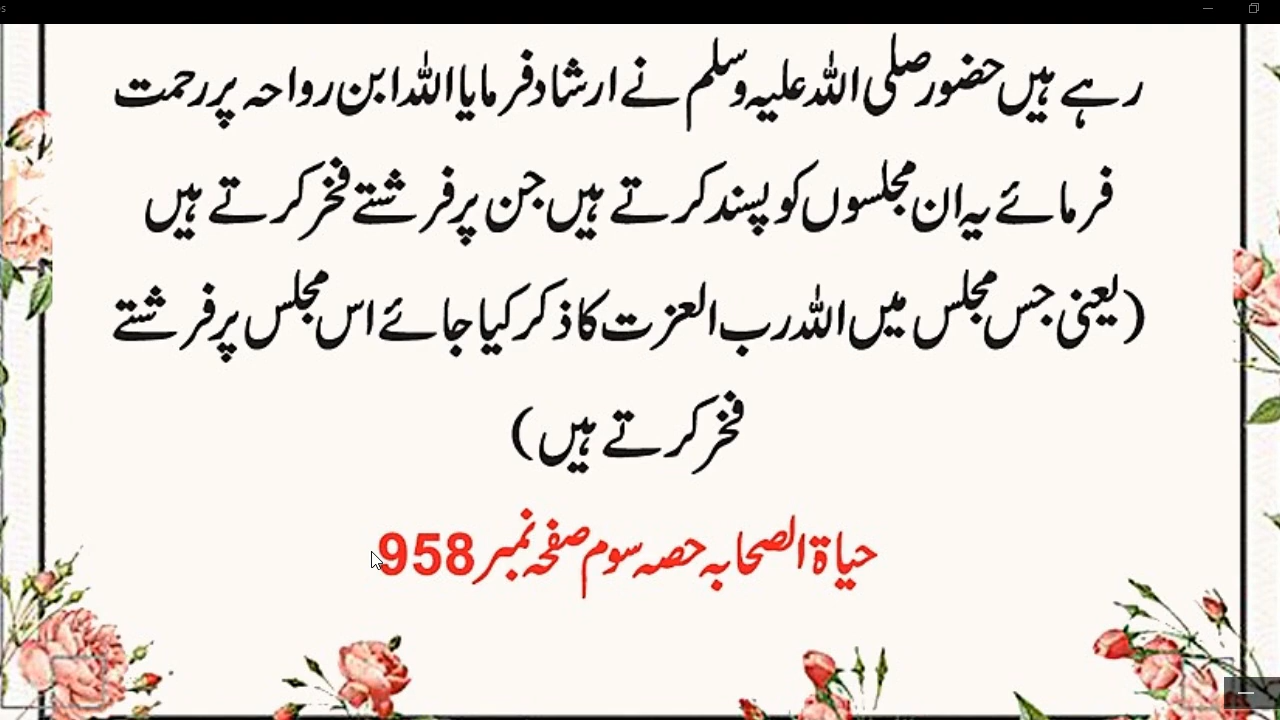 رہے ہیں حضور صلی اللہ علیہ وسلم نے ارشاد فرمایا اللہ ابن رواحہ پر رحمت
فرمائے یہ ان مجلسوں کو پسند کرتے ہیں جن پر فرشتے فخر کرتے ہیں
(یعنی جس مجلس میں اللہ رب العزت کا ذکر کیا جائے اس مجلس پر فرشتے
فخر کرتے ہیں)
حیاۃ الصحابہ حصہ سوم صفحہ نمبر 958